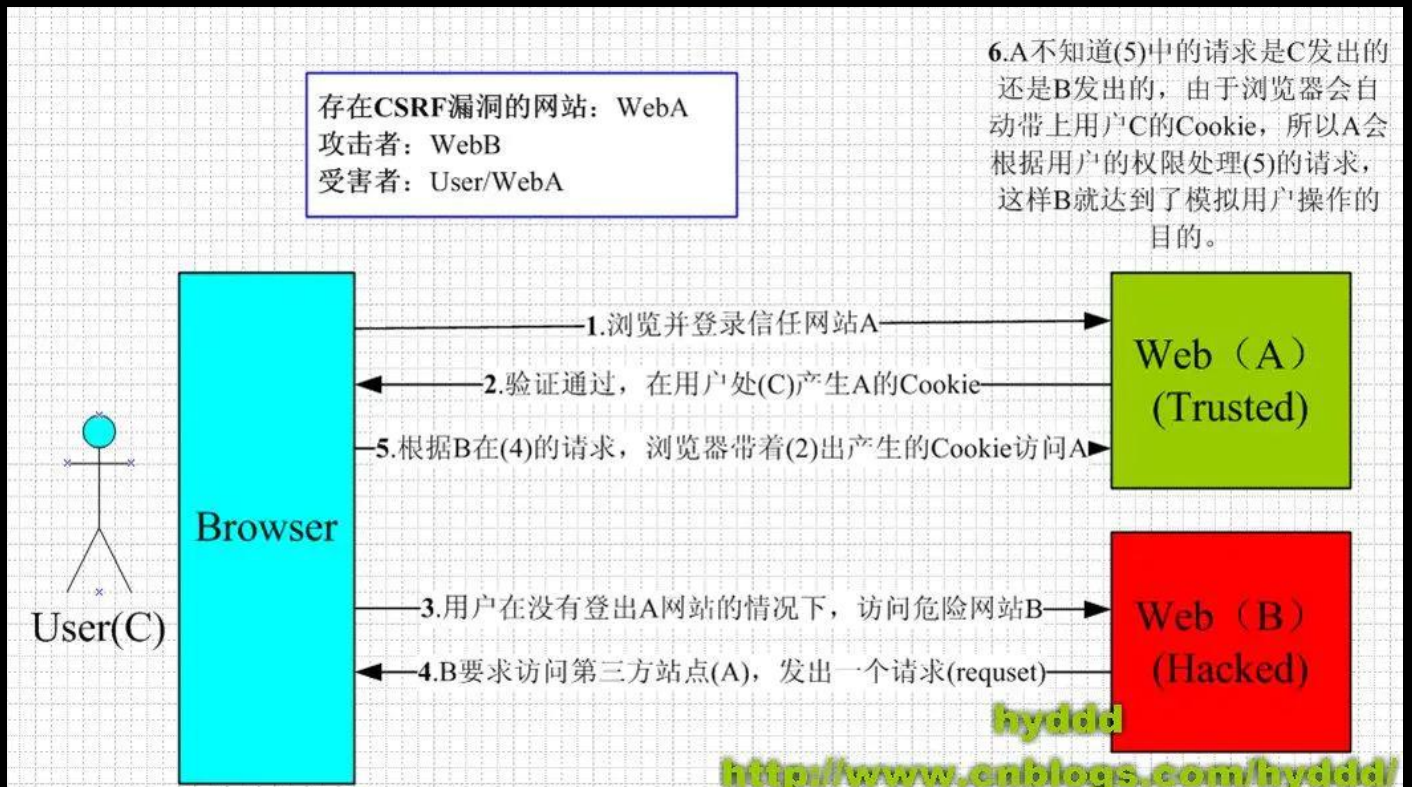 存在CSRF漏洞的网站：WebA
攻击者：WebB
受害者：User/WebA
6.A不知道(5)中的请求是C发出的
还是B发出的，由于浏览器会自
动带上用户C的Cookie，所以A会
根据用户的权限处理(5)的请求，
这样B就达到了模拟用户操作的
目的。
1.浏览并登录信任网站A
2.验证通过，在用户处(C)产生A的Cookie
5.根据B在(4)的请求，浏览器带着(2)出产生的Cookie访问A
Web（A）
(Trusted)
Browser
User(C)
3.用户在没有登出A网站的情况下，访问危险网站B
4.B要求访问第三方站点(A)，发出一个请求(requset)
Web（B）
(Hacked)
hyddd
http://www.cnblogs.com/hyddd/